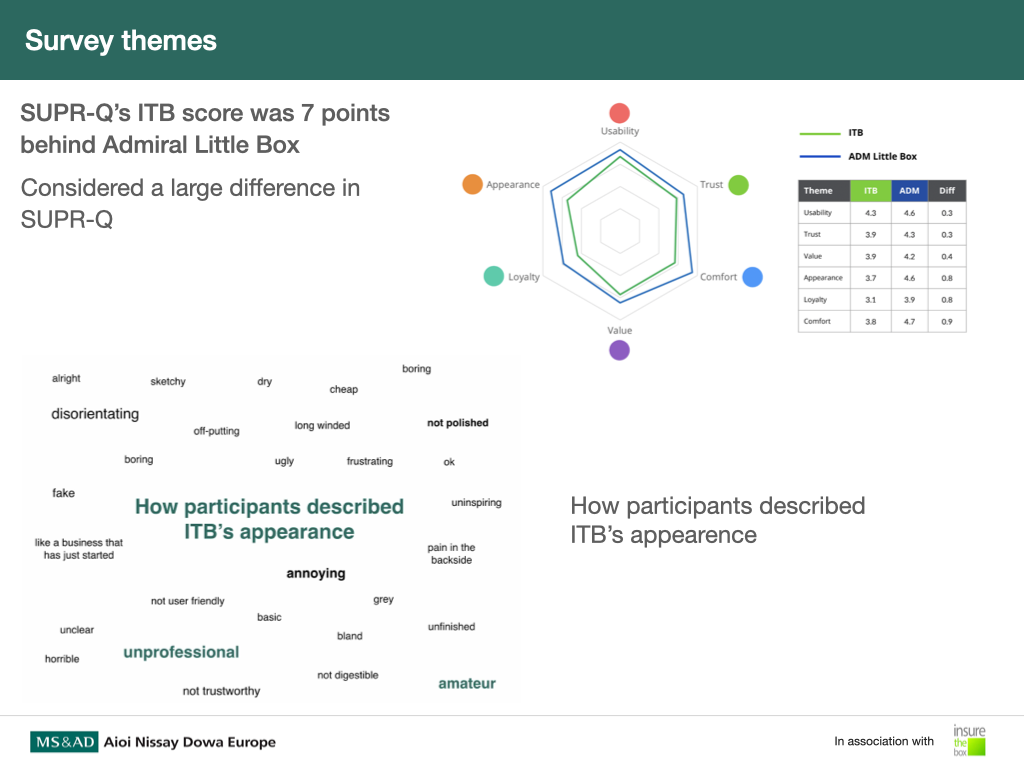 Survey themes
SUPR-Q’s ITB score was 7 points
behind Admiral Little Box
Considered a large difference in
SUPR-Q
Usability
Appearance
Trust
Loyalty
Comfort
Value
ITB
ADM Little Box
Theme ITB ADM Diff
Usability 4.3 4.6 0.3
Trust 3.9 4.3 0.3
Value 3.9 4.2 0.4
Appearance 3.7 4.6 0.8
Loyalty 3.1 3.9 0.8
Comfort 3.8 4.7 0.9
boring
alright
sketchy
dry
cheap
disorientating
off-putting
long winded
not polished
boring
ugly
frustrating
ok
fake
How participants described
ITB’s appearance
uninspiring
like a business that
has just started
pain in the
backside
annoying
not user friendly
grey
basic
unclear
bland
unfinished
horrible
unprofessional
not digestible
not trustworthy
amateur
How participants described
ITB’s appearence
MS&AD Aioi Nissay Dowa Europe
In association with
insure
the
box